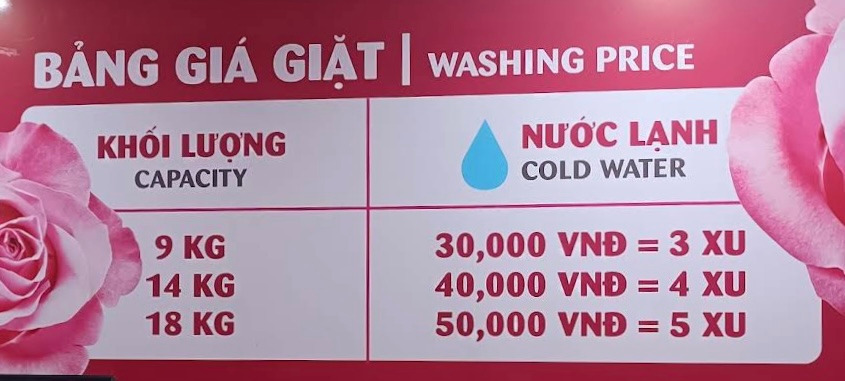 BẢNG GIÁ GIẶT | WASHING PRICE
KHỐI LƯỢNG
CAPACITY
NƯỚC LẠNH
COLD WATER
9 KG 30,000 VNĐ = 3 XU
14 KG 40,000 VNĐ = 4 XU
18 KG 50,000 VNĐ = 5 XU